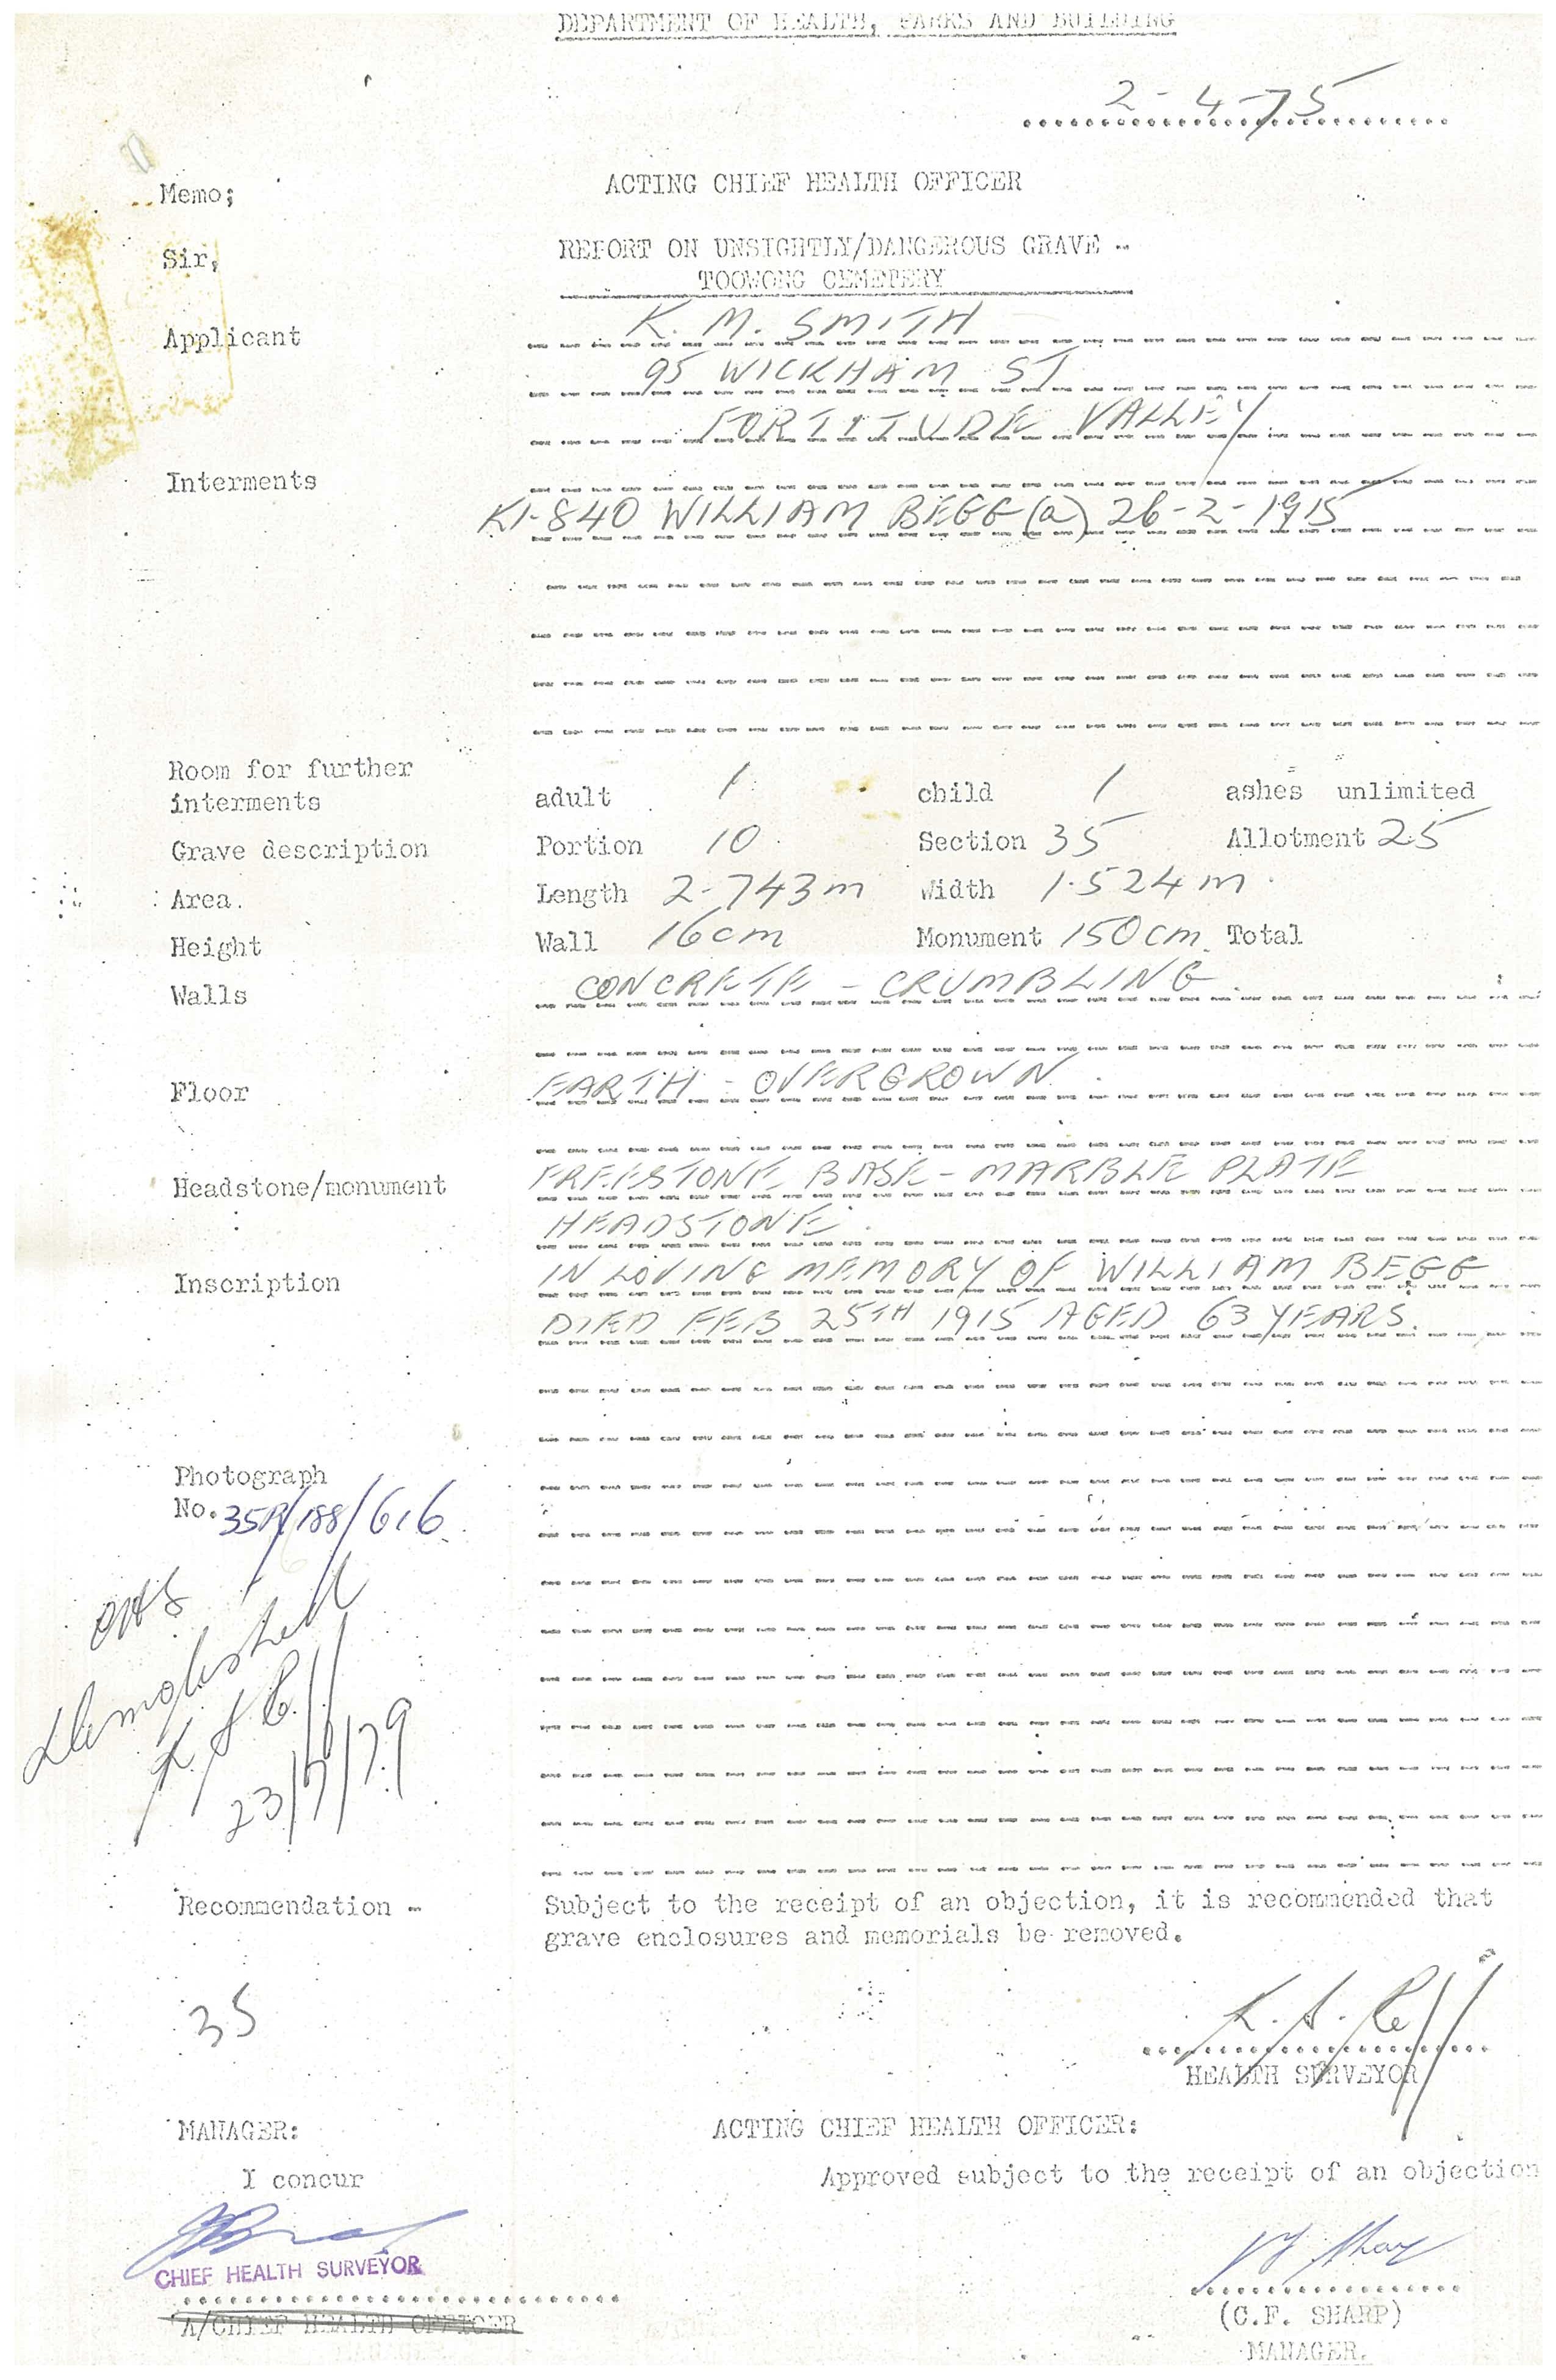 DEPARTMENT OF HEALTH, PARKS AND BUILDING
2-4-75
Memo; ACTING CHIEF HEALTH OFFICER
Sir, REPORT ON UNSIGHTLY/DANGEROUS GRAVE -
TOOWONG CEMETERY
Applicant K. M. SMITH
95 WICKHAM ST
FORTITUDE VALLEY
Interments
K1-840 WILLIAM BEGG (a) 26-2-1915
Room for further
interments adult 1 child 1 ashes unlimited
Grave description Portion 10 Section 35 Allotment 25
Area. Length 2.743m Width 1.524m
Height Wall 16cm Monument 150cm Total
Walls CONCRETE - CRUMBLING
Floor EARTH - OVERGROWN
Headstone/monument FREESTONE BASE - MARBLE PLATE
HEADSTONE
Inscription IN LOVING MEMORY OF WILLIAM BEGG
DIED FEB 25TH 1915 AGED 63 YEARS.
Photograph
No. 35A/188/616
Demolished
23/7/79
Recommendation - Subject to the receipt of an objection, it is recommended that
grave enclosures and memorials be removed.
35
HEALTH SURVEYOR
MANAGER: ACTING CHIEF HEALTH OFFICER:
I concur Approved subject to the receipt of an objection
CHIEF HEALTH SURVEYOR
A/CHIEF HEALTH OFFICER
(C.F. SHARP)
MANAGER.